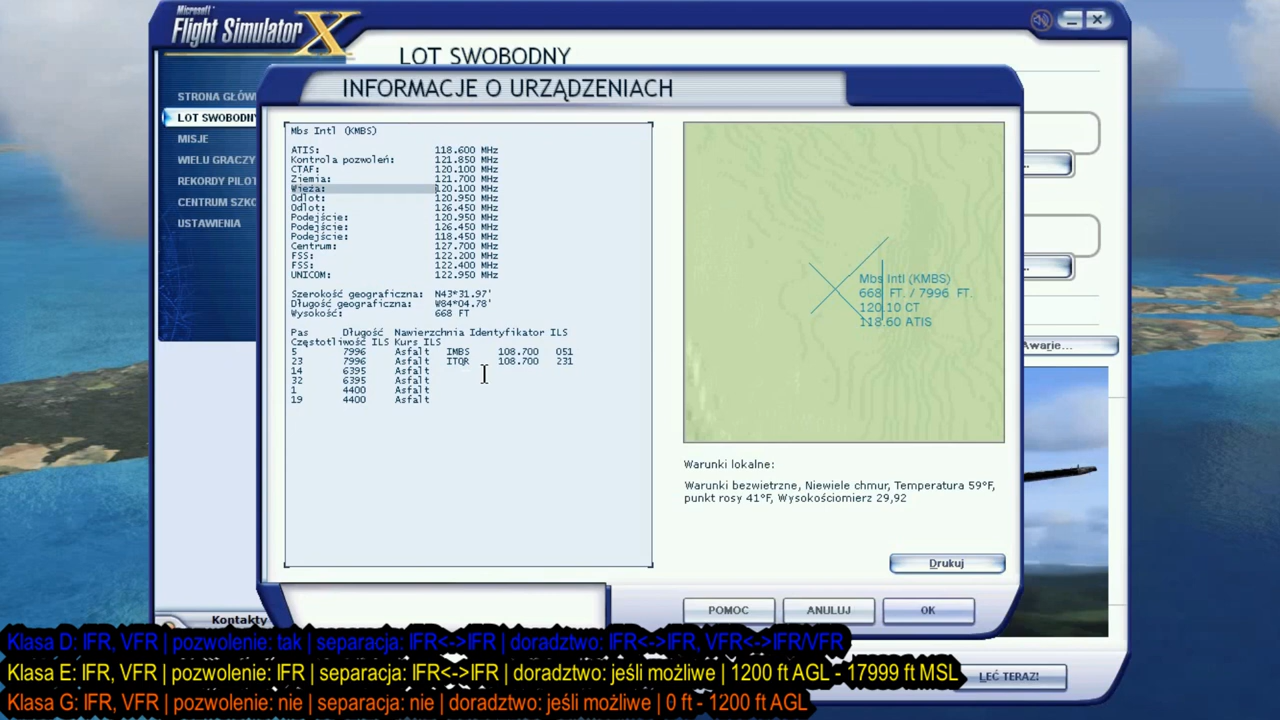 Microsoft
Flight Simulator X
LOT SWOBODNY
INFORMACJE O URZĄDZENIACH
STRONA GŁÓW
LOT SWOBODNY
MISJE
WIELU GRACZY
REKORDY PILOT
CENTRUM SZKO
USTAWIENIA
Mbs Intl (KMBS)
ATIS: 118.600 MHz
Kontrola pozwoleń: 121.850 MHz
CTAF: 120.100 MHz
Ziemia: 121.700 MHz
Wieża: 120.100 MHz
Odlot: 120.950 MHz
Odlot: 126.450 MHz
Podejście: 120.950 MHz
Podejście: 126.450 MHz
Podejście: 118.450 MHz
Centrum: 127.700 MHz
FSS: 122.200 MHz
FSS: 122.400 MHz
UNICOM: 122.950 MHz
Szerokość geograficzna: N43*31.97'
Długość geograficzna: W84*04.78'
Wysokość: 668 FT
Pas Długość Nawierzchnia Identyfikator ILS
Częstotliwość ILS Kurs ILS
5 7996 Asfalt IMBS 108.700 051
23 7996 Asfalt ITQR 108.700 231
14 6395 Asfalt
32 6395 Asfalt
1 4400 Asfalt
19 4400 Asfalt
Mbs Intl (KMBS)
668 FT. / 7996 FT.
120.10 CT
118.60 ATIS
Warunki lokalne:
Warunki bezwietrzne, Niewiele chmur, Temperatura 59°F,
punkt rosy 41°F, Wysokościomierz 29,92
Drukuj
POMOC
ANULUJ
OK
...
...
Awarie...
Kontakty
LEĆ TERAZ!
Klasa D: IFR, VFR | pozwolenie: tak | separacja: IFR<->IFR | doradztwo: IFR<->IFR, VFR<->IFR/VFR
Klasa E: IFR, VFR | pozwolenie: IFR | separacja: IFR<->IFR | doradztwo: jeśli możliwe | 1200 ft AGL - 17999 ft MSL
Klasa G: IFR, VFR | pozwolenie: nie | separacja: nie | doradztwo: jeśli możliwe | 0 ft - 1200 ft AGL